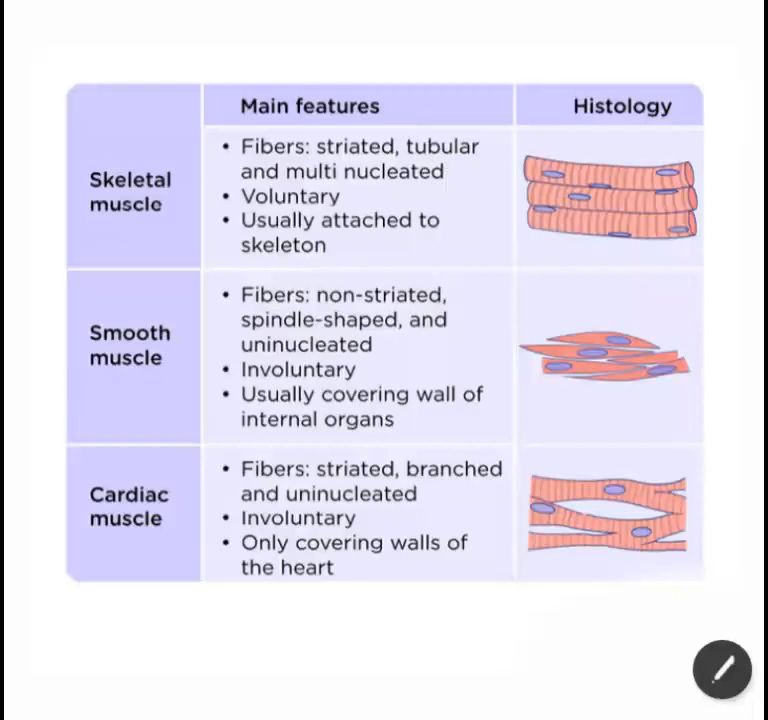 Main features
Histology
Skeletal
muscle
• Fibers: striated, tubular
and multi nucleated
• Voluntary
• Usually attached to
skeleton
Smooth
muscle
• Fibers: non-striated,
spindle-shaped, and
uninucleated
• Involuntary
• Usually covering wall of
internal organs
Cardiac
muscle
• Fibers: striated, branched
and uninucleated
• Involuntary
• Only covering walls of
the heart